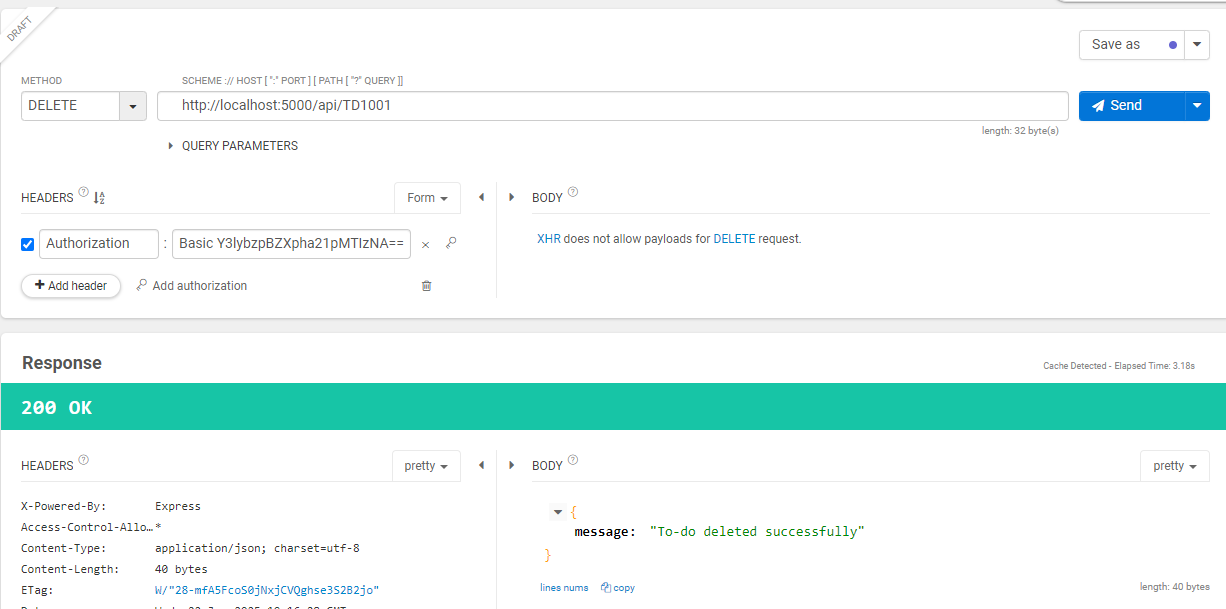 DRAFT
Save as
METHOD
SCHEME :// HOST [ ":" PORT ] [ PATH [ "?" QUERY ]]
DELETE
http://localhost:5000/api/TD1001
Send
length: 32 byte(s)
QUERY PARAMETERS
HEADERS ?
Form
BODY ?
Authorization : Basic Y3lybzpBZXpha21pMTIzNA== ×
XHR does not allow payloads for DELETE request.
+ Add header
Add authorization
Response
Cache Detected - Elapsed Time: 3.18s
200 OK
HEADERS ?
pretty
BODY ?
pretty
X-Powered-By: Express
Access-Control-Allo… *
Content-Type: application/json; charset=utf-8
Content-Length: 40 bytes
ETag: W/"28-mfA5FcoS0jNxjCVQghse3S2B2jo"
{
message: "To-do deleted successfully"
}
lines nums
copy
length: 40 bytes